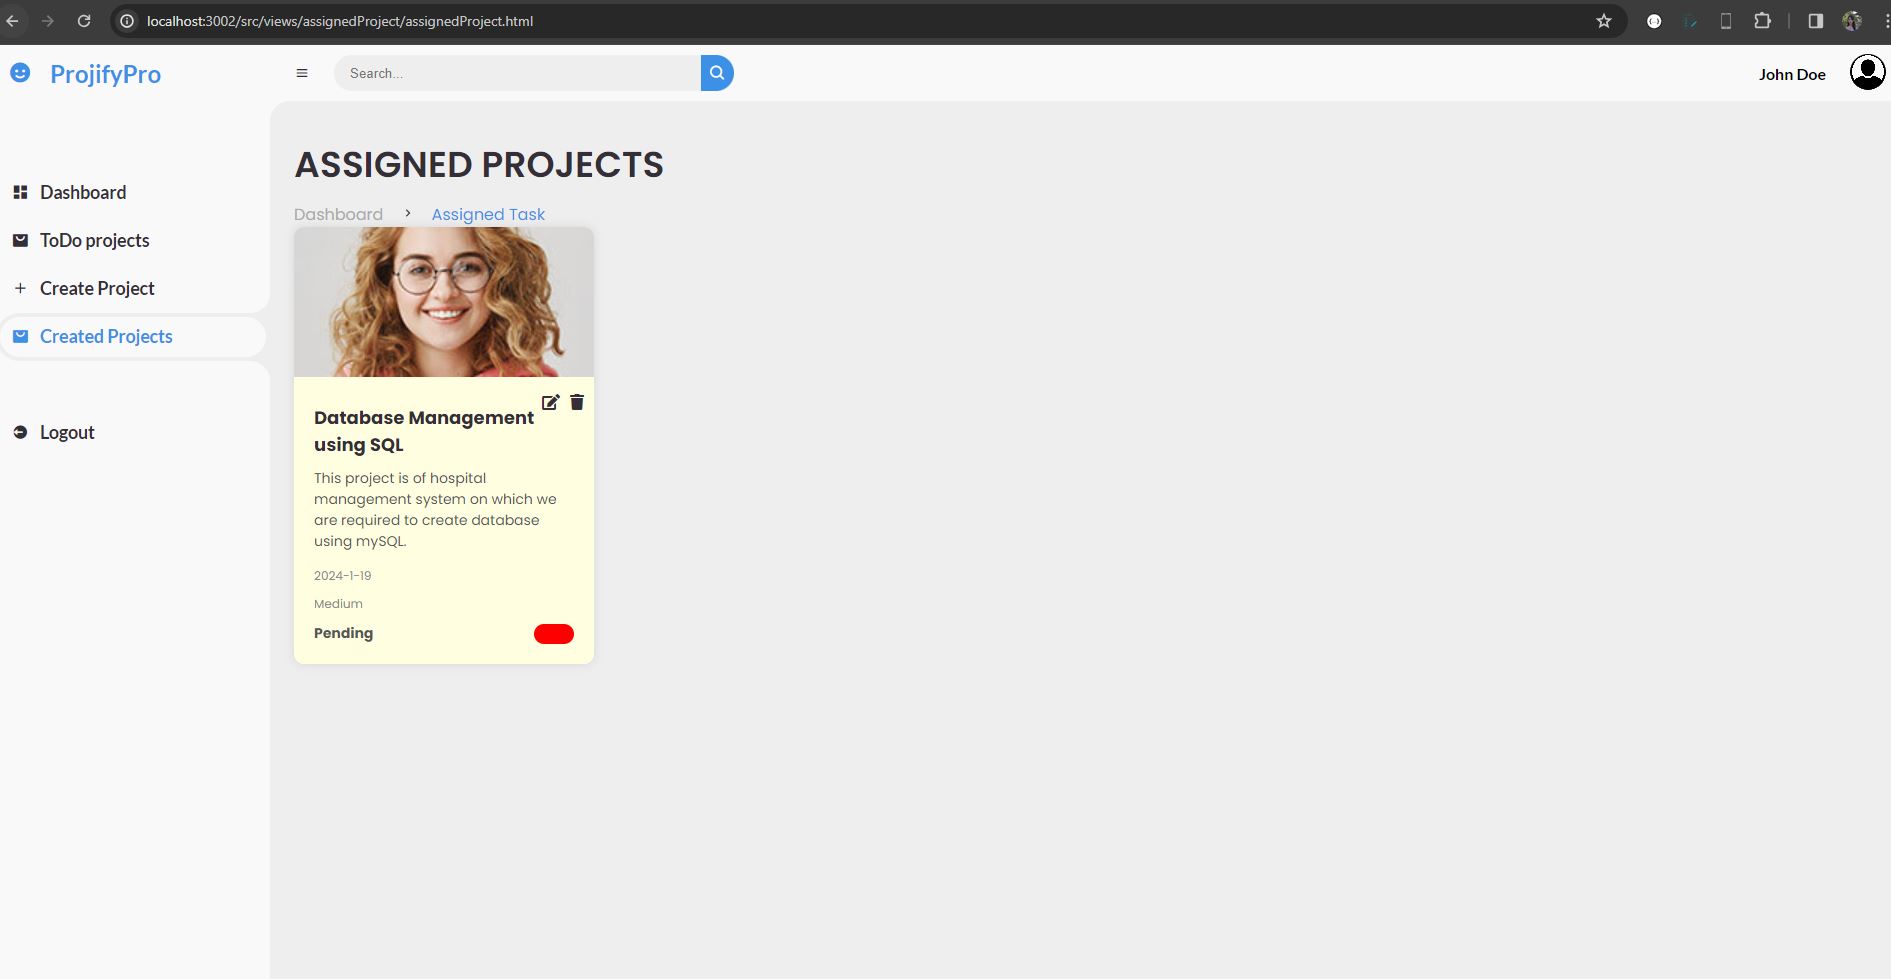 localhost:3002/src/views/assignedProject/assignedProject.html
ProjifyPro
Search...
John Doe
Dashboard
ToDo projects
Create Project
Created Projects
Logout
ASSIGNED PROJECTS
Dashboard > Assigned Task
Database Management
using SQL
This project is of hospital
management system on which we
are required to create database
using mySQL.
2024-1-19
Medium
Pending